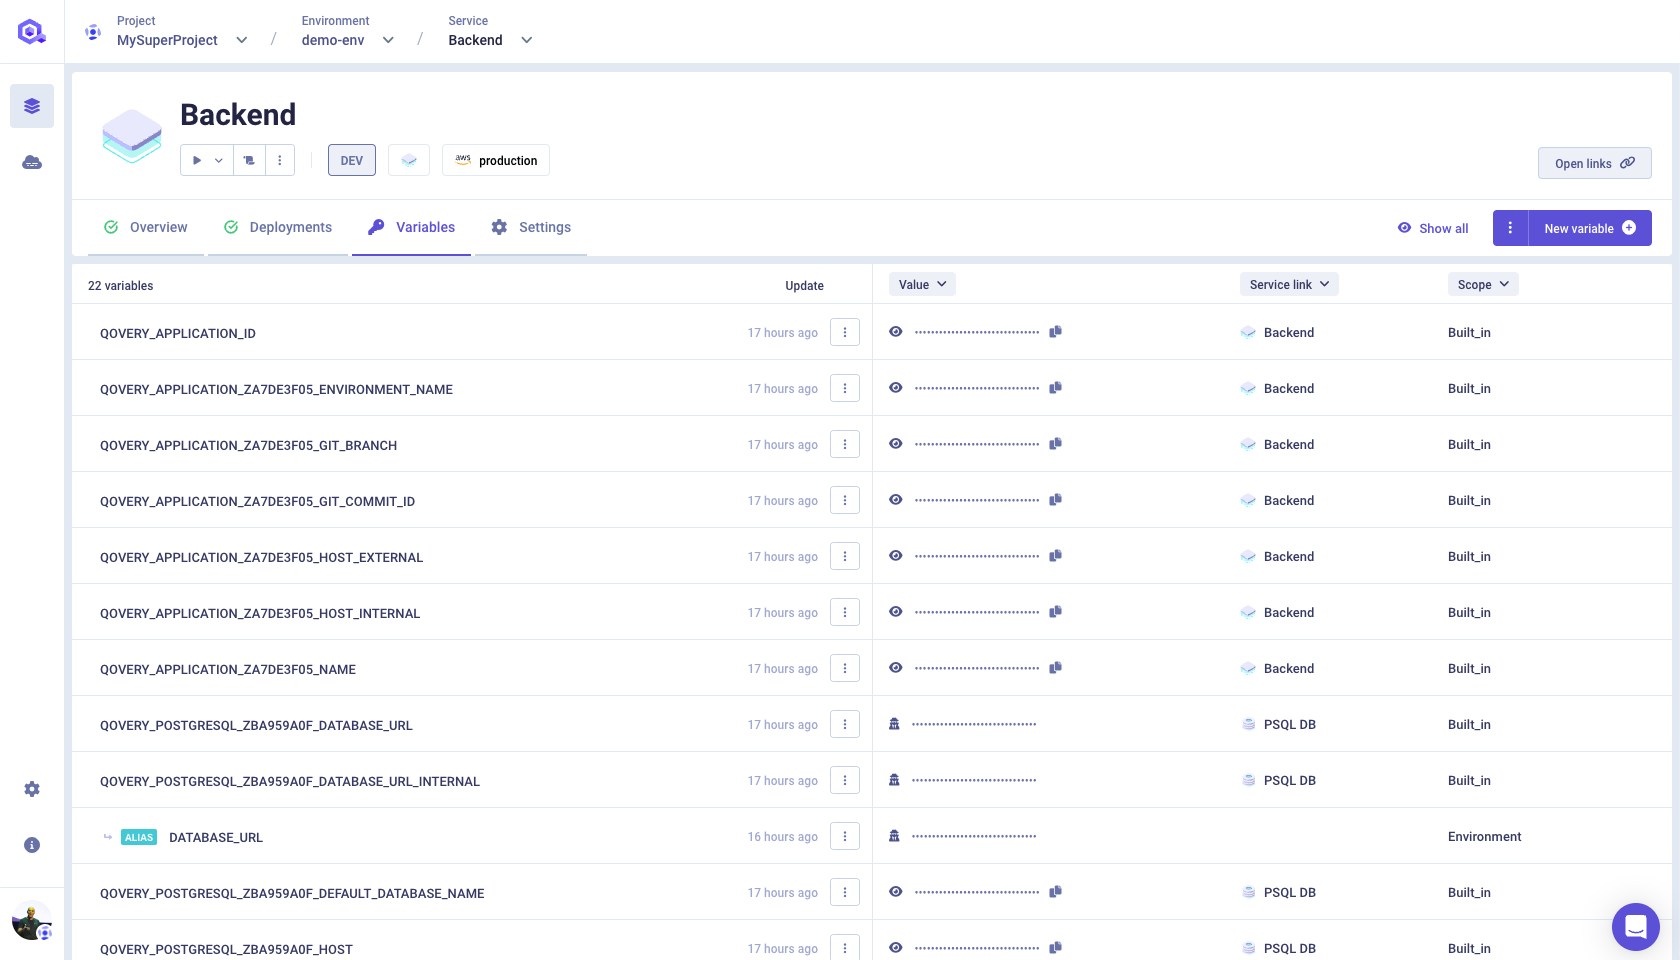 Project
MySuperProject
/
Environment
demo-env
/
Service
Backend
Backend
DEV
aws
production
Open links
Overview
Deployments
Variables
Settings
Show all
New variable
22 variables
Update
Value
Service link
Scope
QOVERY_APPLICATION_ID
17 hours ago
Backend
Built_in
QOVERY_APPLICATION_ZA7DE3F05_ENVIRONMENT_NAME
17 hours ago
Backend
Built_in
QOVERY_APPLICATION_ZA7DE3F05_GIT_BRANCH
17 hours ago
Backend
Built_in
QOVERY_APPLICATION_ZA7DE3F05_GIT_COMMIT_ID
17 hours ago
Backend
Built_in
QOVERY_APPLICATION_ZA7DE3F05_HOST_EXTERNAL
17 hours ago
Backend
Built_in
QOVERY_APPLICATION_ZA7DE3F05_HOST_INTERNAL
17 hours ago
Backend
Built_in
QOVERY_APPLICATION_ZA7DE3F05_NAME
17 hours ago
Backend
Built_in
QOVERY_POSTGRESQL_ZBA959A0F_DATABASE_URL
17 hours ago
PSQL DB
Built_in
QOVERY_POSTGRESQL_ZBA959A0F_DATABASE_URL_INTERNAL
17 hours ago
PSQL DB
Built_in
ALIAS
DATABASE_URL
16 hours ago
Environment
QOVERY_POSTGRESQL_ZBA959A0F_DEFAULT_DATABASE_NAME
17 hours ago
PSQL DB
Built_in
QOVERY_POSTGRESQL_ZBA959A0F_HOST
17 hours ago
PSQL DB
Built_in